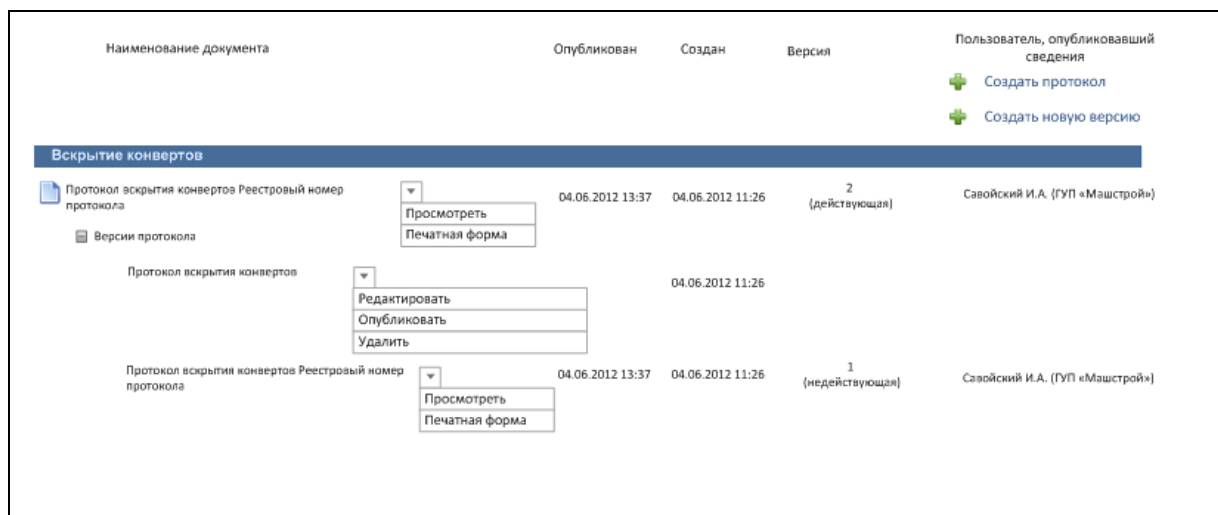 Наименование документа
Опубликован
Создан
Версия
Пользователь, опубликовавший
сведения
Создать протокол
Создать новую версию
Вскрытие конвертов
Протокол вскрытия конвертов Реестровый номер
протокола
Просмотреть
Печатная форма
04.06.2012 13:37
04.06.2012 11:26
2
(действующая)
Савойский И.А. (ГУП «Машстрой»)
Версии протокола
Протокол вскрытия конвертов
Редактировать
Опубликовать
Удалить
04.06.2012 11:26
Протокол вскрытия конвертов Реестровый номер
протокола
Просмотреть
Печатная форма
04.06.2012 13:37
04.06.2012 11:26
1
(недействующая)
Савойский И.А. (ГУП «Машстрой»)